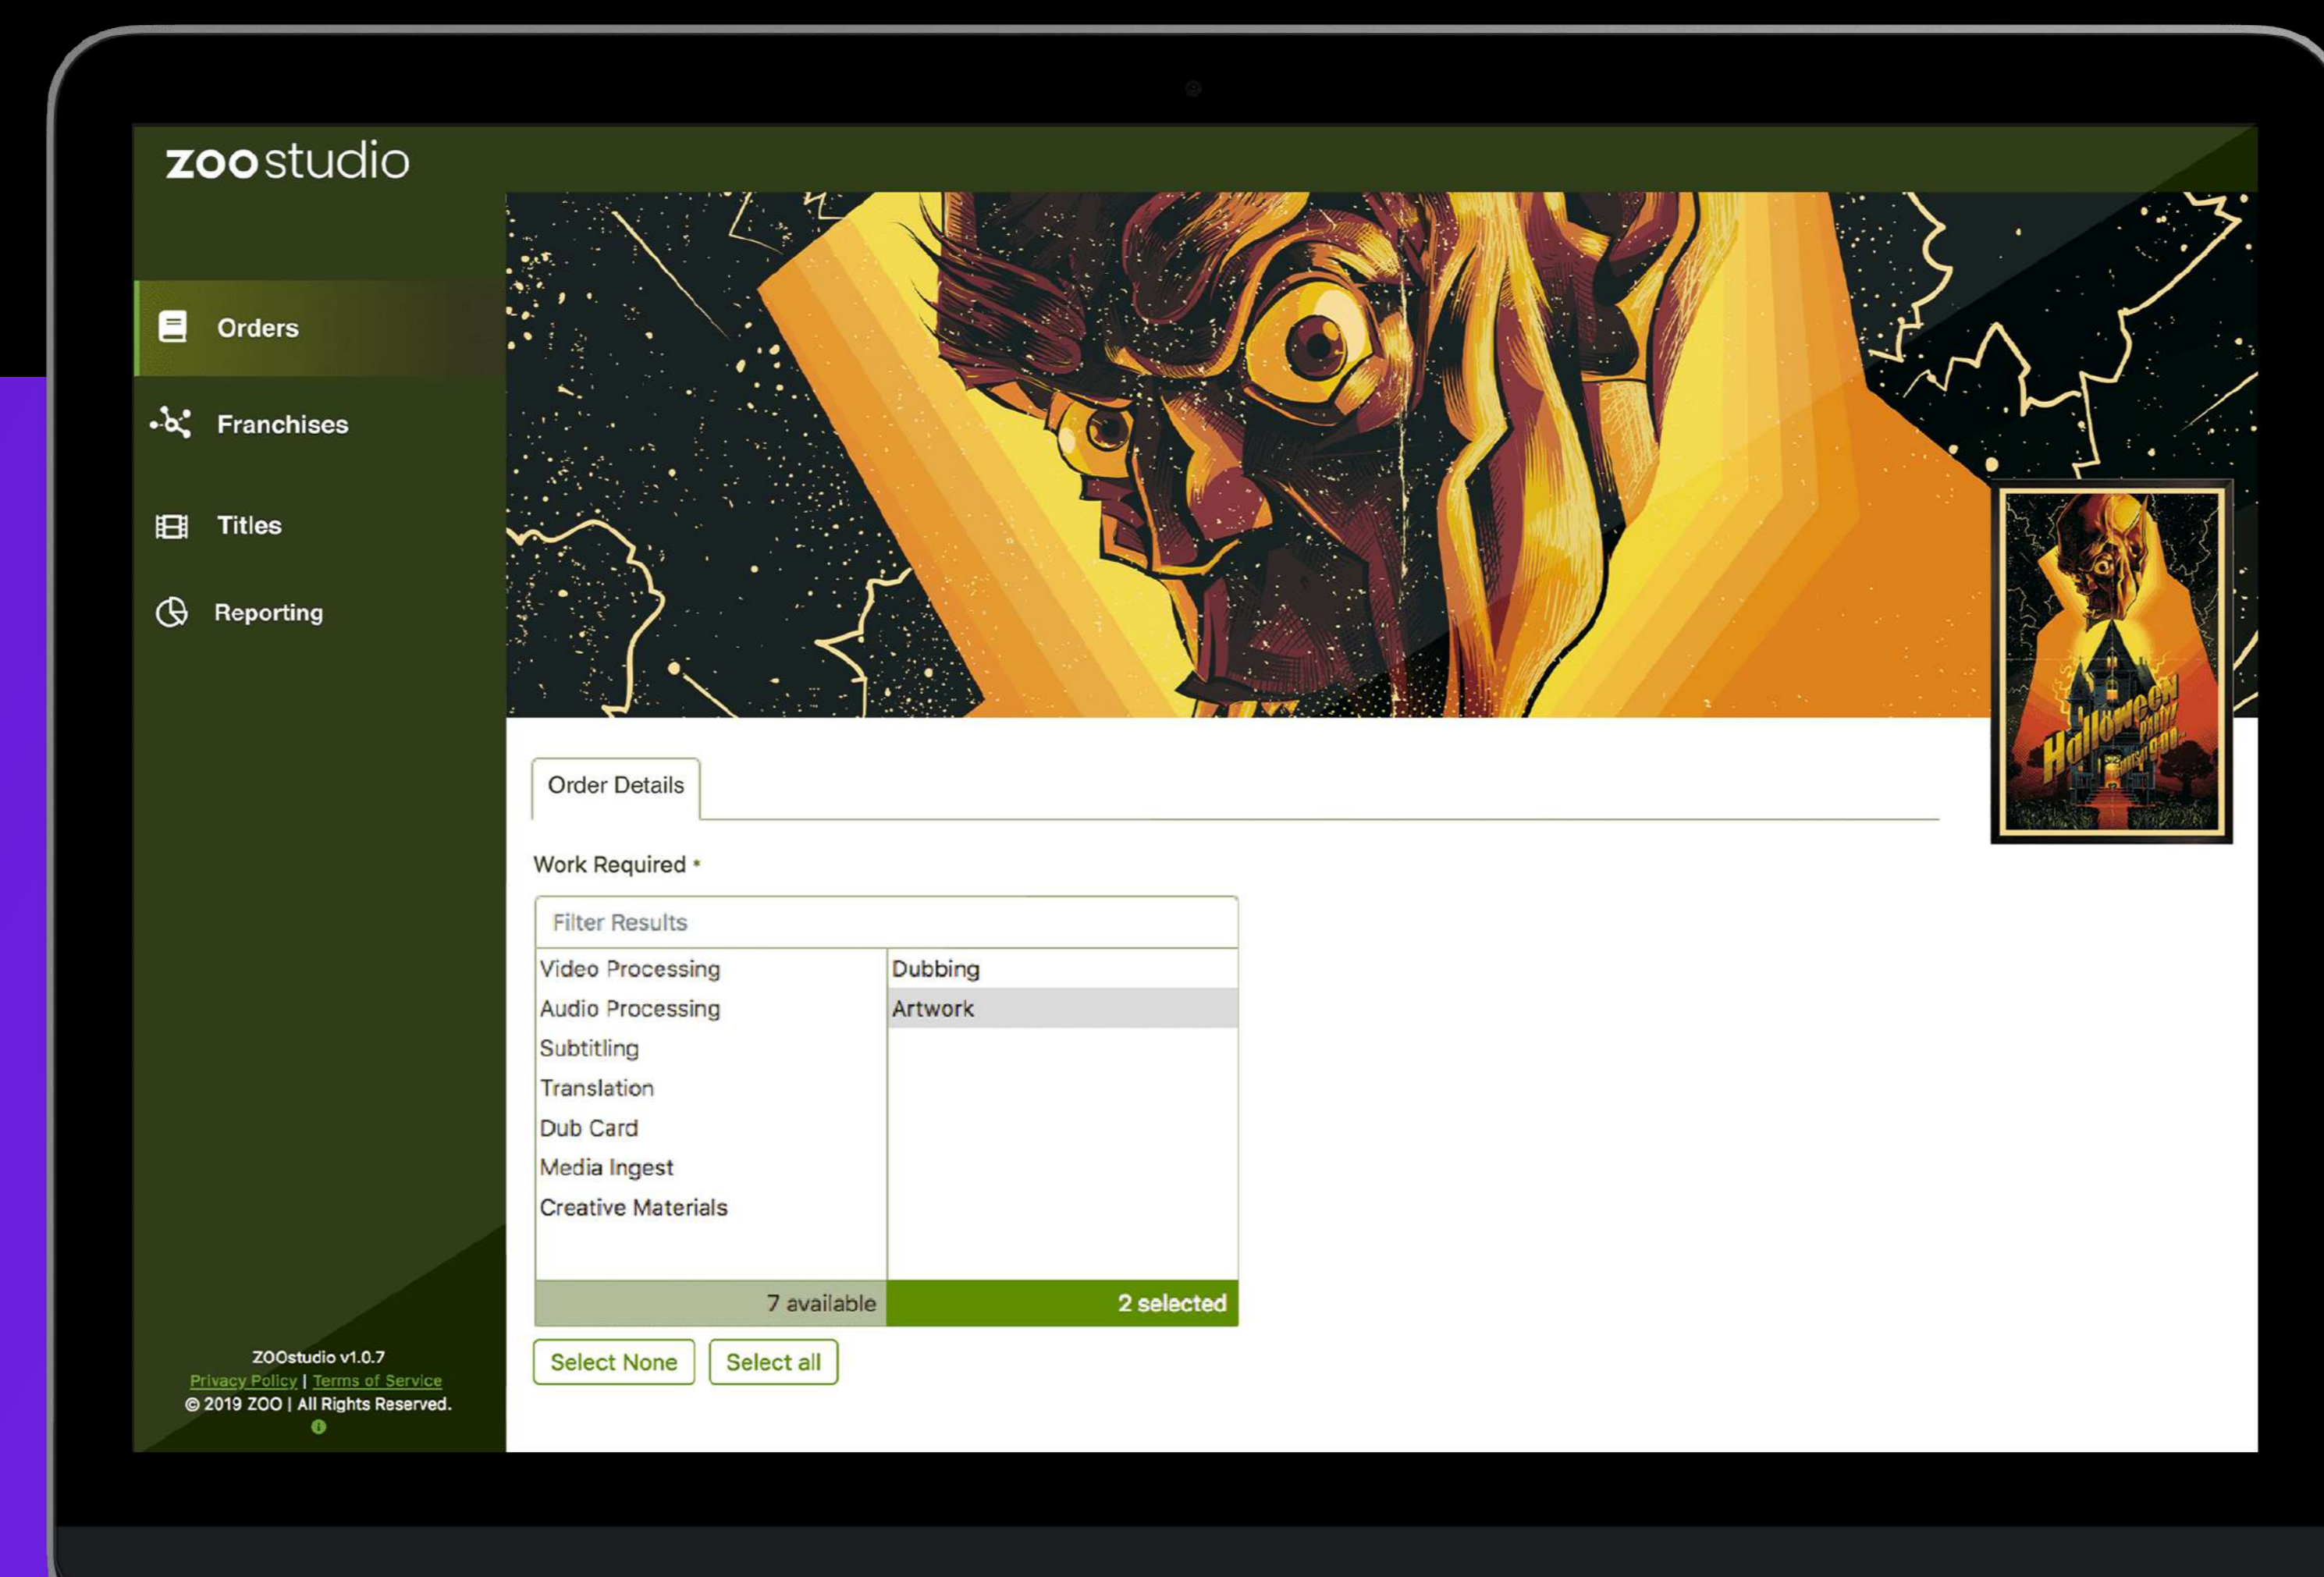 zoostudio
Orders
Franchises
Titles
Reporting
Halloween
PARTY
Order Details
Work Required *
Filter Results
Video Processing
Audio Processing
Subtitling
Translation
Dub Card
Media Ingest
Creative Materials
7 available
Dubbing
Artwork
2 selected
Select None
Select all
ZOOstudio v1.0.7
Privacy Policy | Terms of Service
© 2019 ZOO | All Rights Reserved.